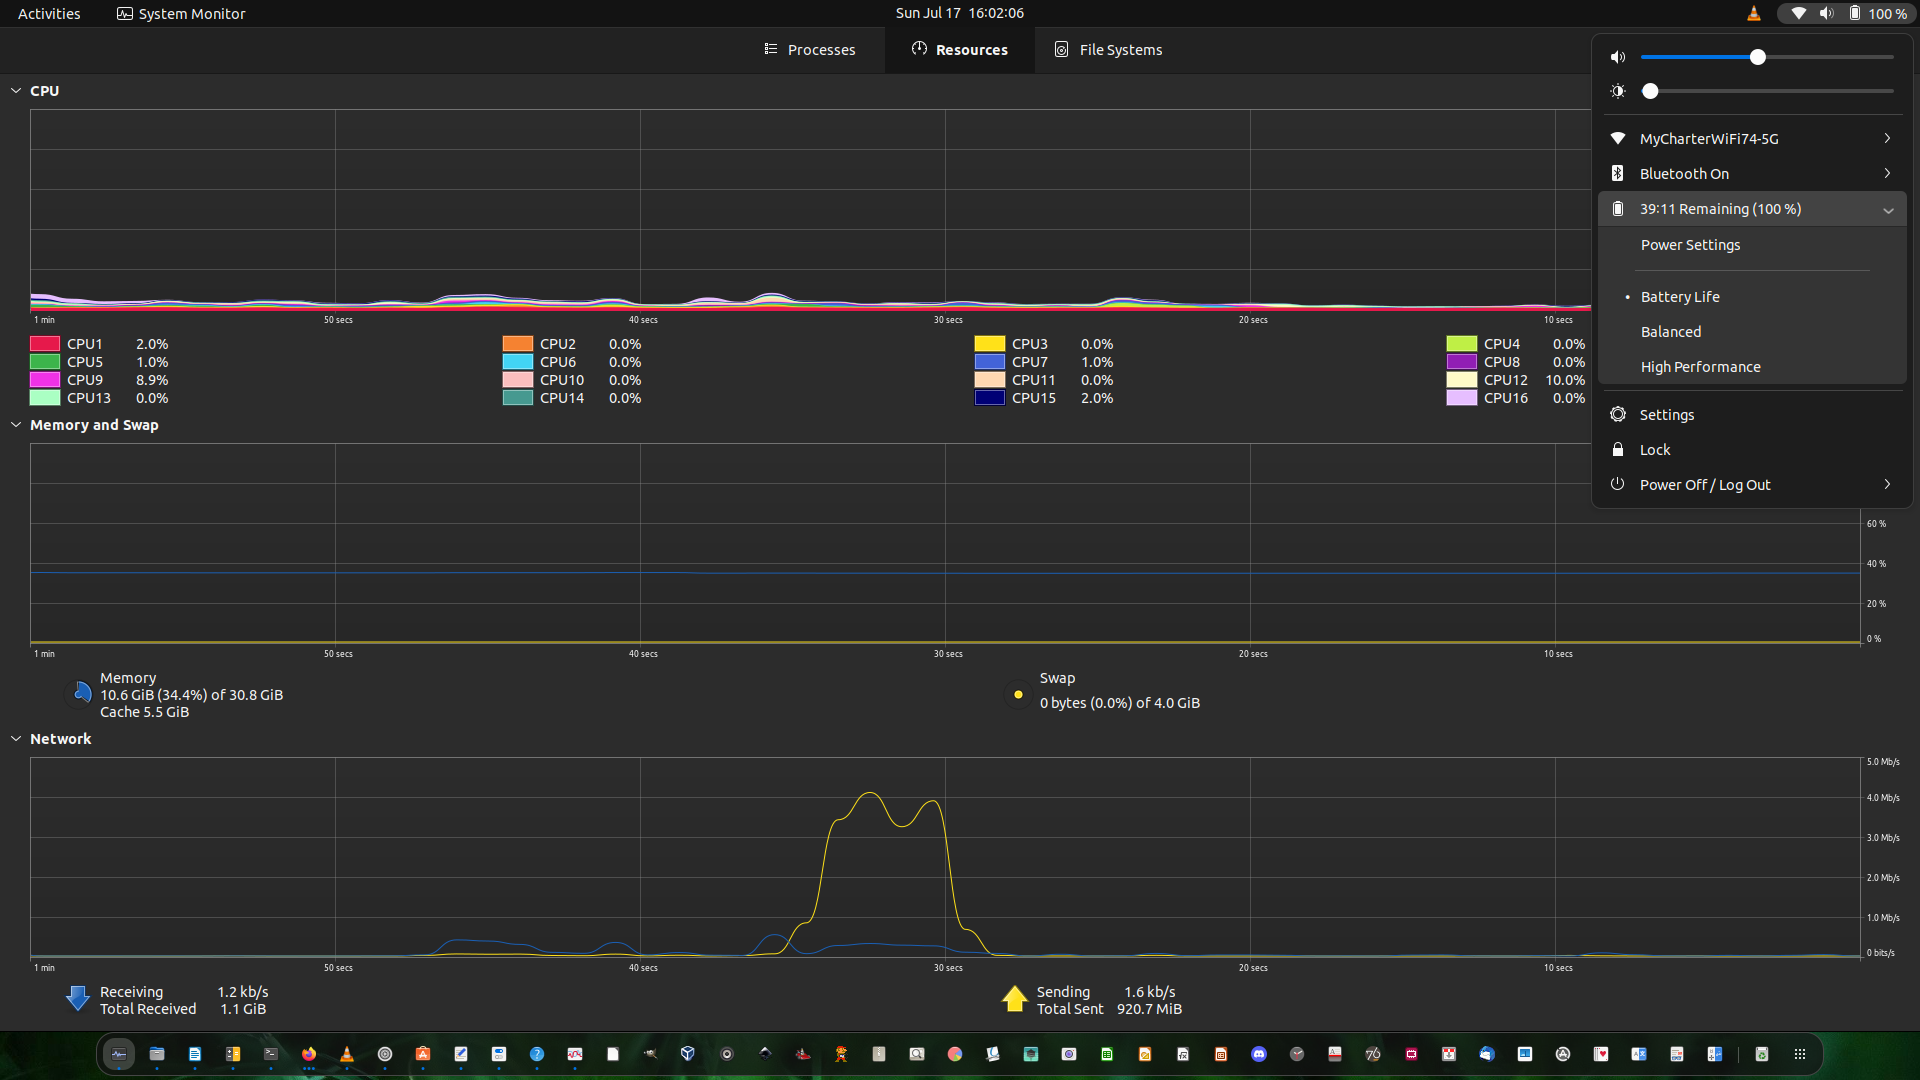 Activities System Monitor Sun Jul 17 16:02:06 100 %
Processes Resources File Systems
CPU
1 min 50 secs 40 secs 30 secs 20 secs 10 secs
CPU1 2.0% CPU2 0.0% CPU3 0.0% CPU4 0.0%
CPU5 1.0% CPU6 0.0% CPU7 1.0% CPU8 0.0%
CPU9 8.9% CPU10 0.0% CPU11 0.0% CPU12 10.0%
CPU13 0.0% CPU14 0.0% CPU15 2.0% CPU16 0.0%
MyCharterWiFi74-5G
Bluetooth On
39:11 Remaining (100 %)
Power Settings
Battery Life
Balanced
High Performance
Settings
Lock
Power Off / Log Out
Memory and Swap
60 %
40 %
20 %
0 %
1 min 50 secs 40 secs 30 secs 20 secs 10 secs
Memory
10.6 GiB (34.4%) of 30.8 GiB
Cache 5.5 GiB
Swap
0 bytes (0.0%) of 4.0 GiB
Network
5.0 Mb/s
4.0 Mb/s
3.0 Mb/s
2.0 Mb/s
1.0 Mb/s
0 bits/s
1 min 50 secs 40 secs 30 secs 20 secs 10 secs
Receiving 1.2 kb/s
Total Received 1.1 GiB
Sending 1.6 kb/s
Total Sent 920.7 MiB